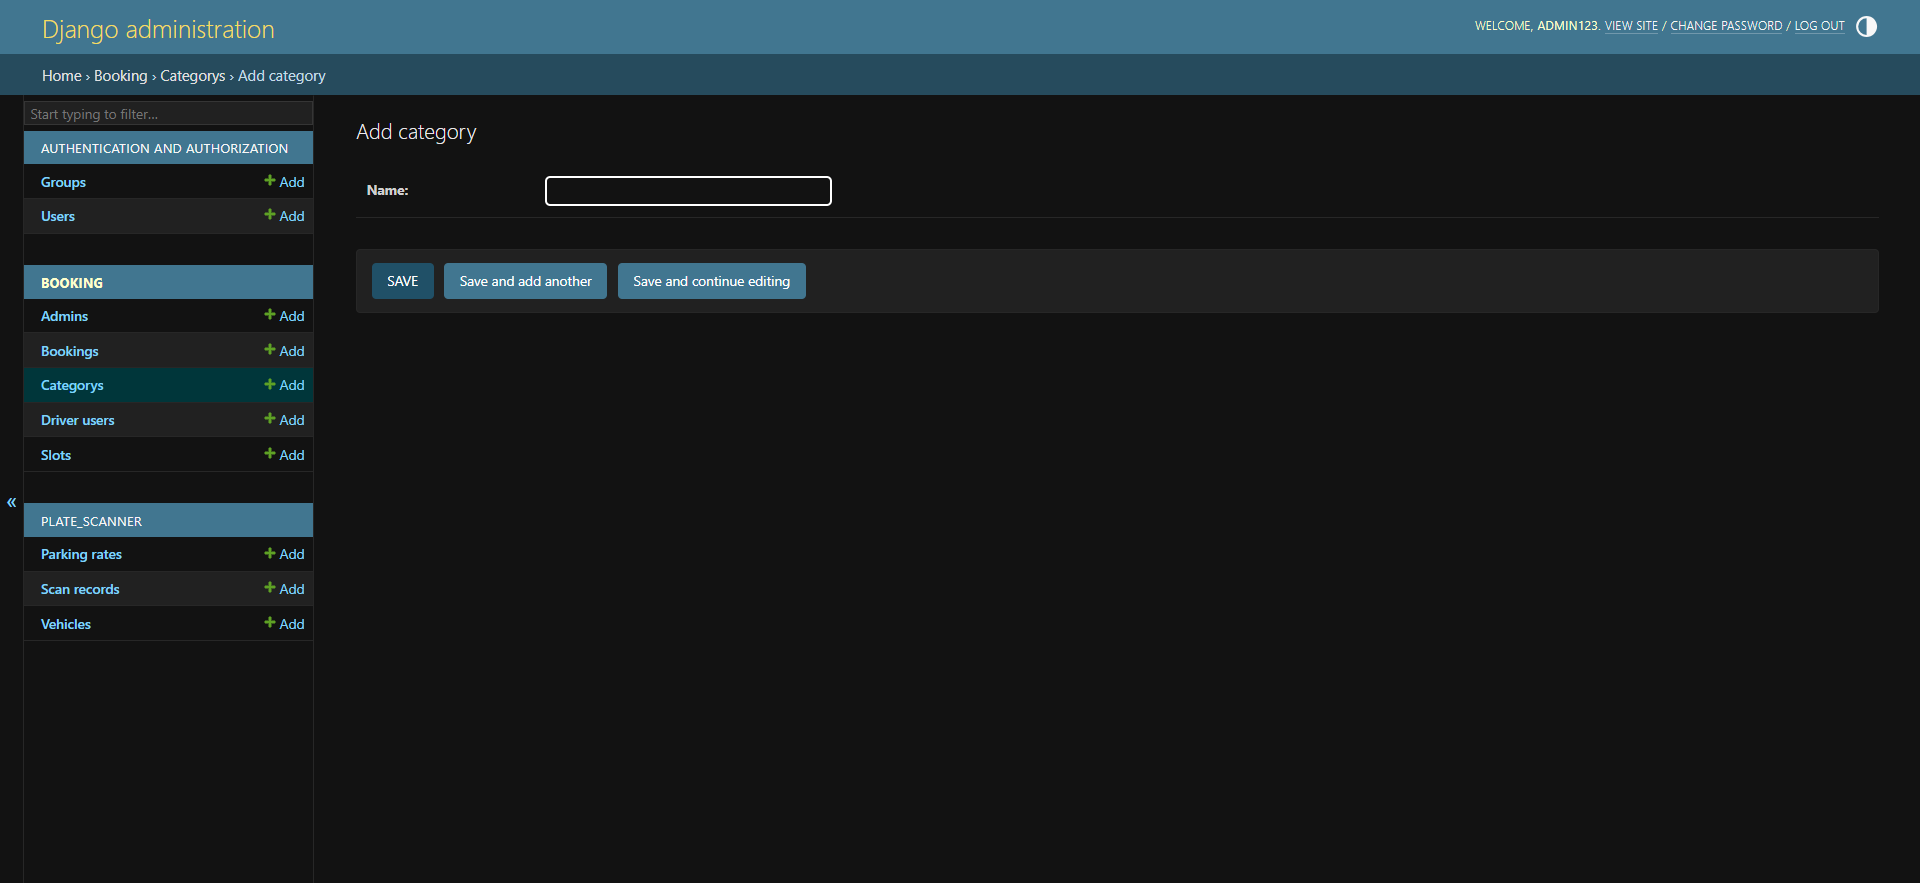 Django administration
WELCOME, ADMIN123. VIEW SITE / CHANGE PASSWORD / LOG OUT
Home › Booking › Categorys › Add category
Start typing to filter...
AUTHENTICATION AND AUTHORIZATION
Groups Add
Users Add
BOOKING
Admins Add
Bookings Add
Categorys Add
Driver users Add
Slots Add
«
PLATE_SCANNER
Parking rates Add
Scan records Add
Vehicles Add
Add category
Name:
SAVE Save and add another Save and continue editing